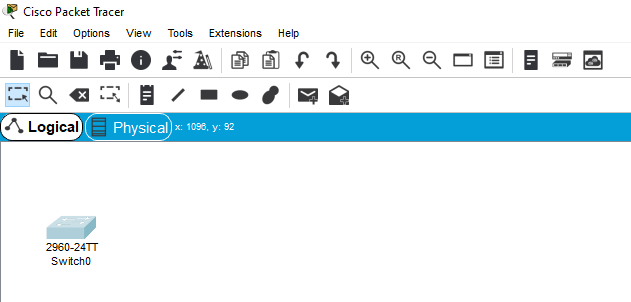 Cisco Packet Tracer
File Edit Options View Tools Extensions Help
Logical Physical x: 1096, y: 92
2960-24TT
Switch0